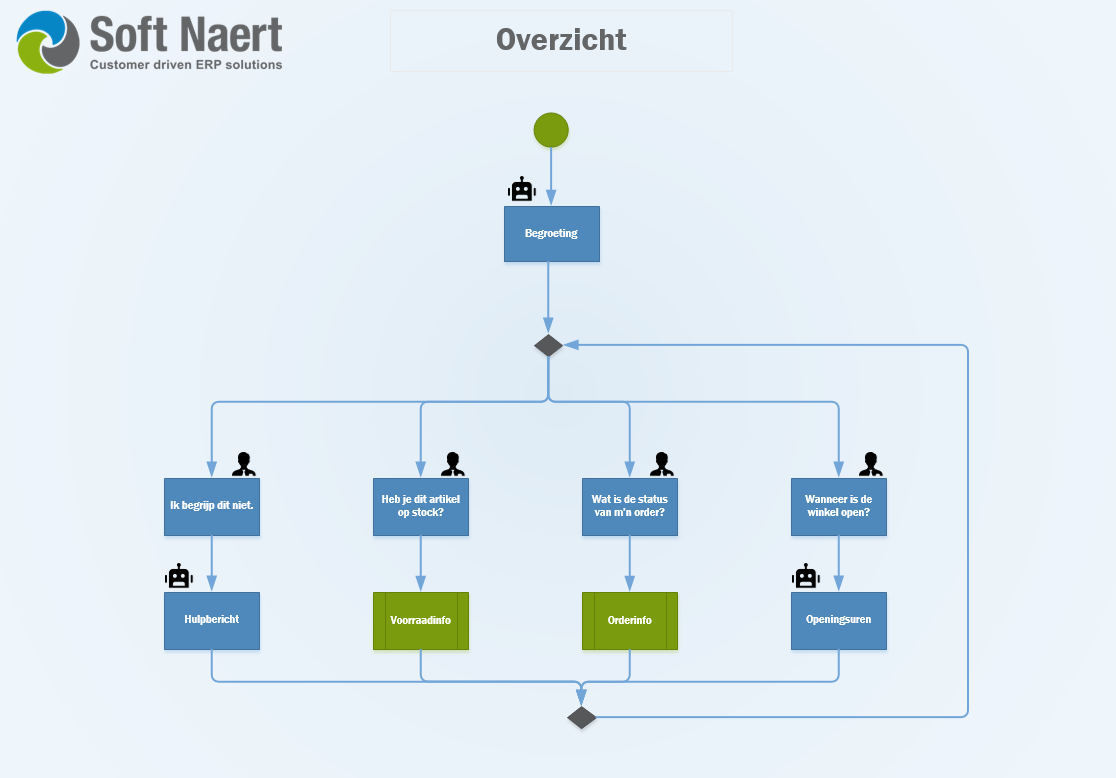 Soft Naert
Customer driven ERP solutions
Overzicht
Begroeting
Ik begrijp dit niet.
Heb je dit artikel
op stock?
Wat is de status
van m'n order?
Wanneer is de
winkel open?
Hulpbericht
Voorraadinfo
Orderinfo
Openingsuren